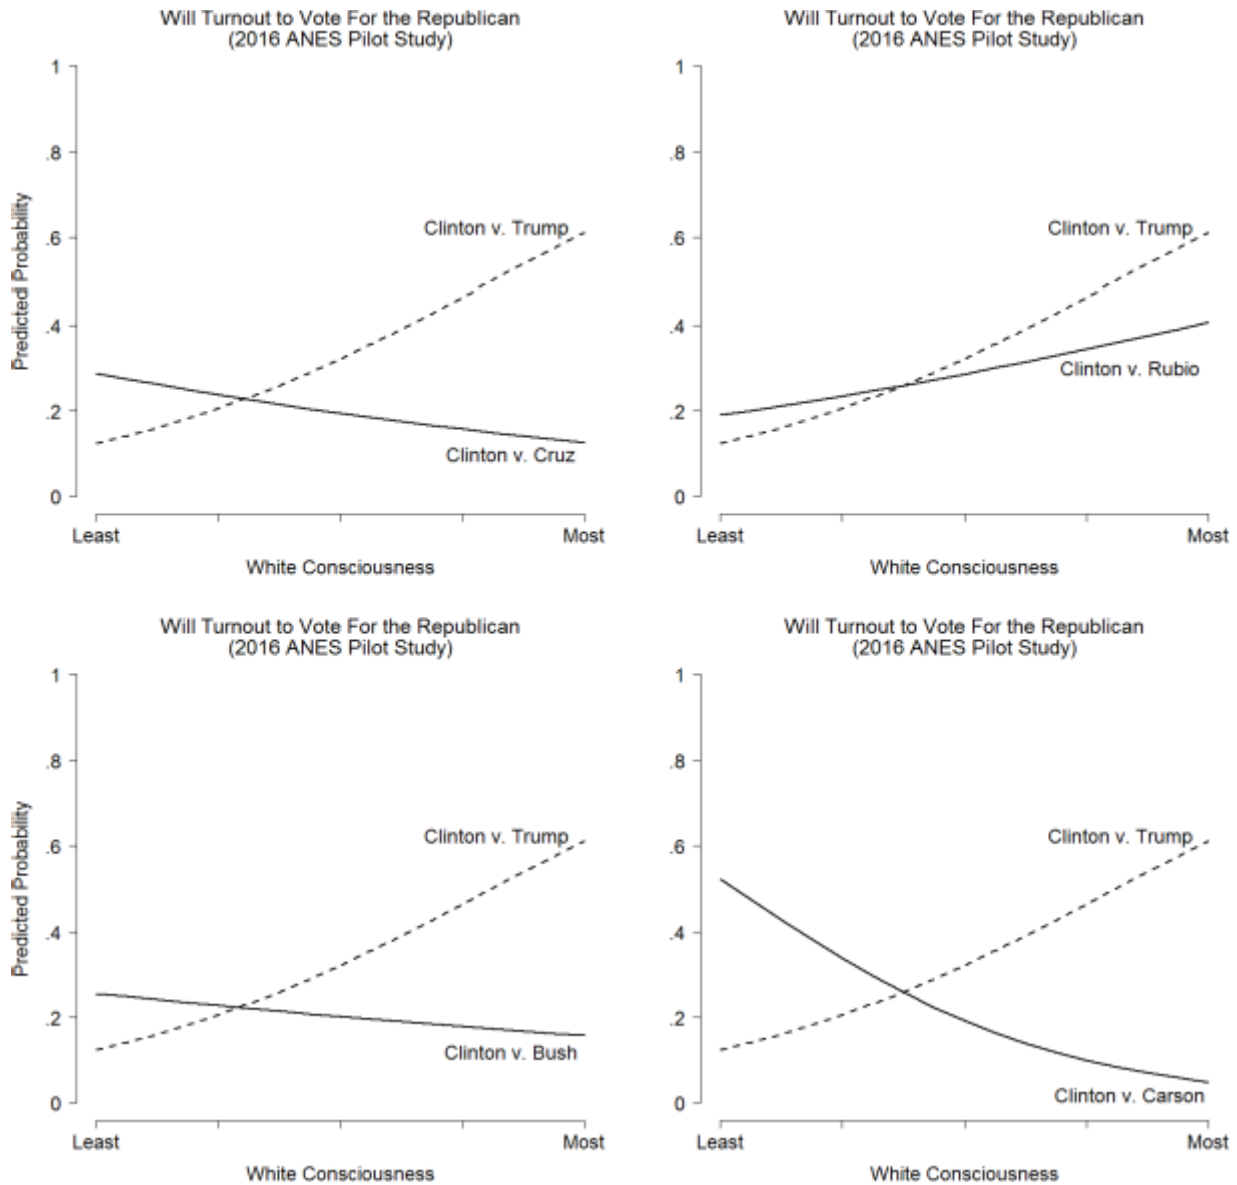 Will Turnout to Vote For the Republican
(2016 ANES Pilot Study)
1
.8
.6
.4
.2
0
Predicted Probability
Clinton v. Trump
Clinton v. Cruz
Least
Most
White Consciousness
Will Turnout to Vote For the Republican
(2016 ANES Pilot Study)
1
.8
.6
.4
.2
0
Clinton v. Trump
Clinton v. Rubio
Least
Most
White Consciousness
Will Turnout to Vote For the Republican
(2016 ANES Pilot Study)
1
.8
.6
.4
.2
0
Predicted Probability
Clinton v. Trump
Clinton v. Bush
Least
Most
White Consciousness
Will Turnout to Vote For the Republican
(2016 ANES Pilot Study)
1
.8
.6
.4
.2
0
Clinton v. Trump
Clinton v. Carson
Least
Most
White Consciousness